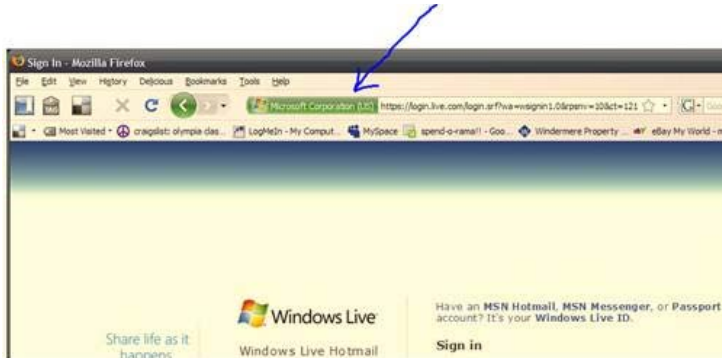 Sign In - Mozilla Firefox
File Edit View History Delicious Bookmarks Tools Help
Microsoft Corporation (US) https://login.live.com/login.srf?wa=wsignin1.0&rpsnv=10&ct=121 G
Most Visited craigslist: olympia clas... LogMeIn - My Comput... MySpace spend-o-rama!! - Goo... Windermere Property ... eBay My World - m
Windows Live
Have an MSN Hotmail, MSN Messenger, or Passport
account? It's your Windows Live ID.
Share life as it
happens
Windows Live Hotmail
Sign in